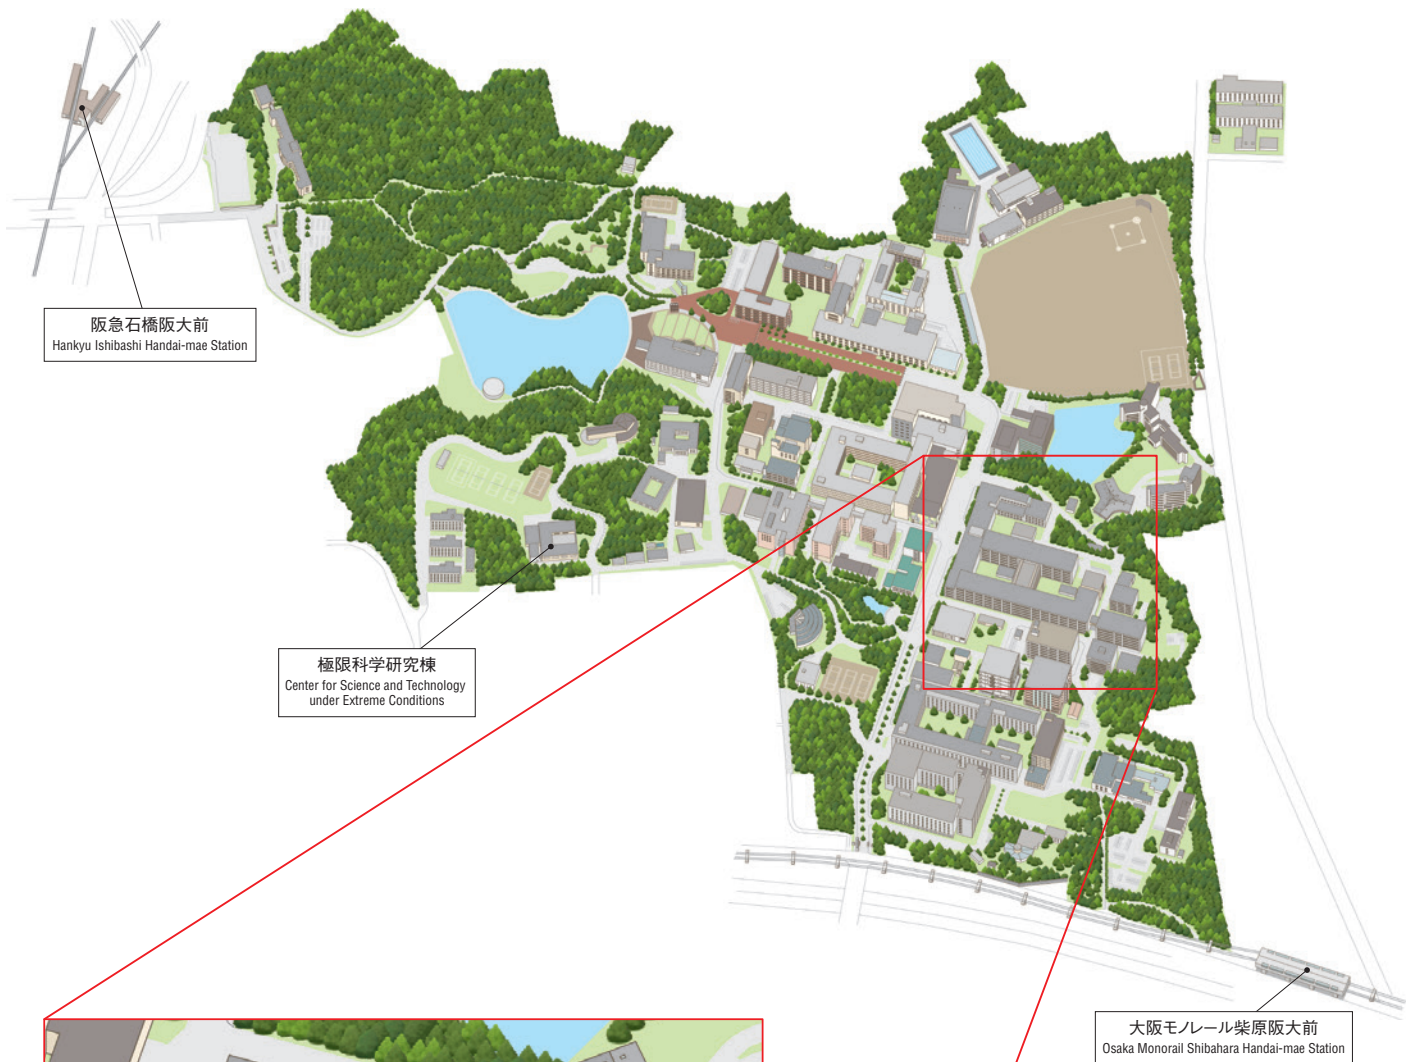 阪急石橋阪大前
Hankyu Ishibashi Handai-mae Station
極限科学研究棟
Center for Science and Technology
under Extreme Conditions
大阪モノレール柴原阪大前
Osaka Monorail Shibahara Handai-mae Station